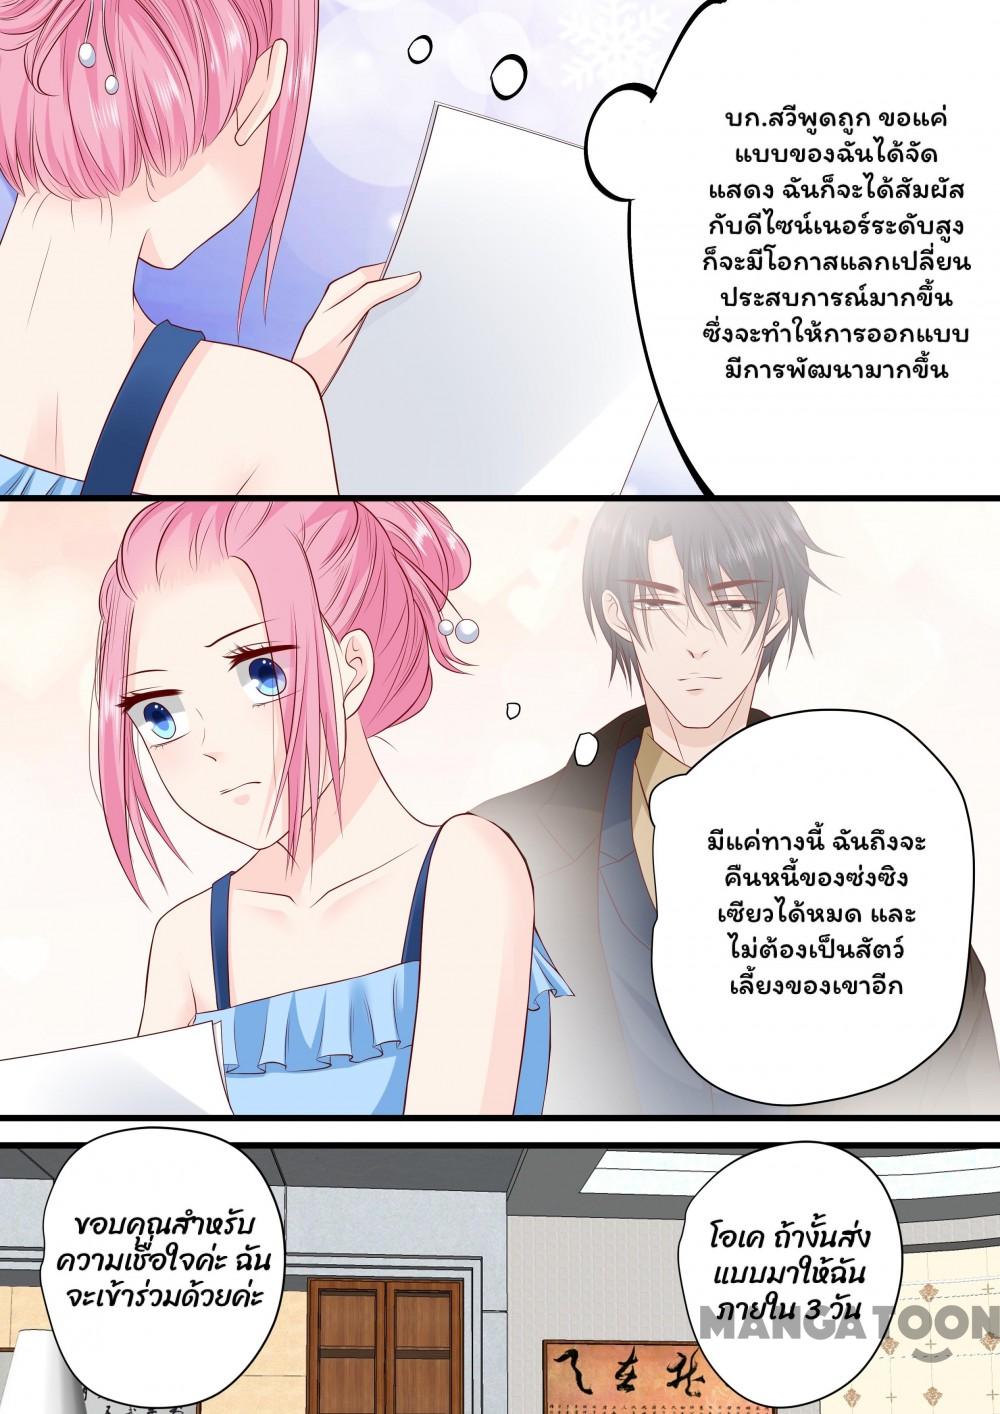 บก.สวีพูดถูก ขอแค่
แบบของฉันได้จัด
แสดง ฉันก็จะได้สัมผัส
กับดีไซน์เนอร์ระดับสูง
ก็จะมีโอกาสแลกเปลี่ยน
ประสบการณ์มากขึ้น
ซึ่งจะทำให้การออกแบบ
มีการพัฒนามากขึ้น
มีแค่ทางนี้ ฉันถึงจะ
คืนหนี้ของซ่งซิง
เซียวได้หมด และ
ไม่ต้องเป็นสัตว์
เลี้ยงของเขาอีก
ขอบคุณสำหรับ
ความเชื่อใจค่ะ ฉัน
จะเข้าร่วมด้วยค่ะ
โอเค ถ้างั้นส่ง
แบบมาให้ฉัน
ภายใน 3 วัน
MANGATOON
飞在龙